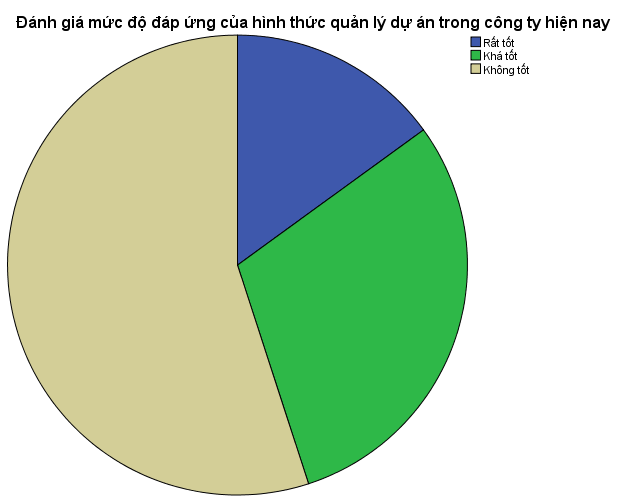 Đánh giá mức độ đáp ứng của hình thức quản lý dự án trong công ty hiện nay
Rất tốt
Khá tốt
Không tốt